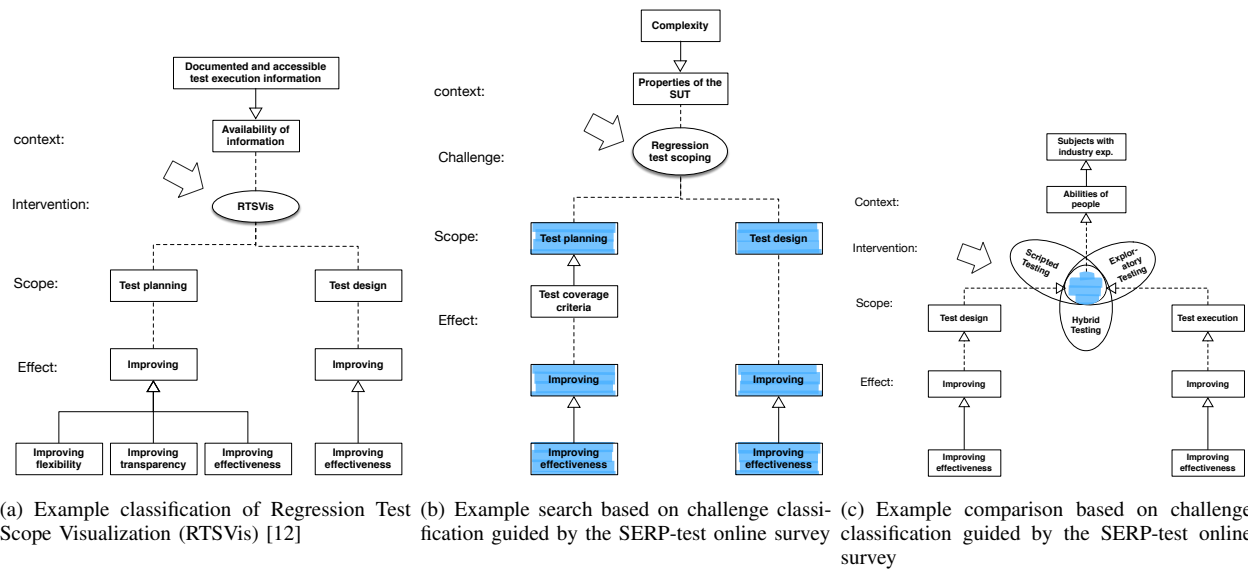 Documented and accessible
test execution information
context:
Availability of
information
Intervention:
RTSVis
Scope:
Test planning
Test design
Effect:
Improving
Improving
Improving
flexibility
Improving
transparency
Improving
effectiveness
Improving
effectiveness
(a) Example classification of Regression Test
Scope Visualization (RTSVis) [12]
Complexity
context:
Properties of the
SUT
Challenge:
Regression
test scoping
Scope:
Test planning
Test design
Test coverage
criteria
Effect:
Improving
Improving
Improving
effectiveness
Improving
effectiveness
(b) Example search based on challenge classi-
fication guided by the SERP-test online survey
Subjects with
industry exp.
Context:
Abilities of
people
Intervention:
Scripted
Testing
Explor-
atory
Testing
Hybrid
Testing
Scope:
Test design
Test execution
Effect:
Improving
Improving
Improving
effectiveness
Improving
effectiveness
(c) Example comparison based on challenge
classification guided by the SERP-test online
survey